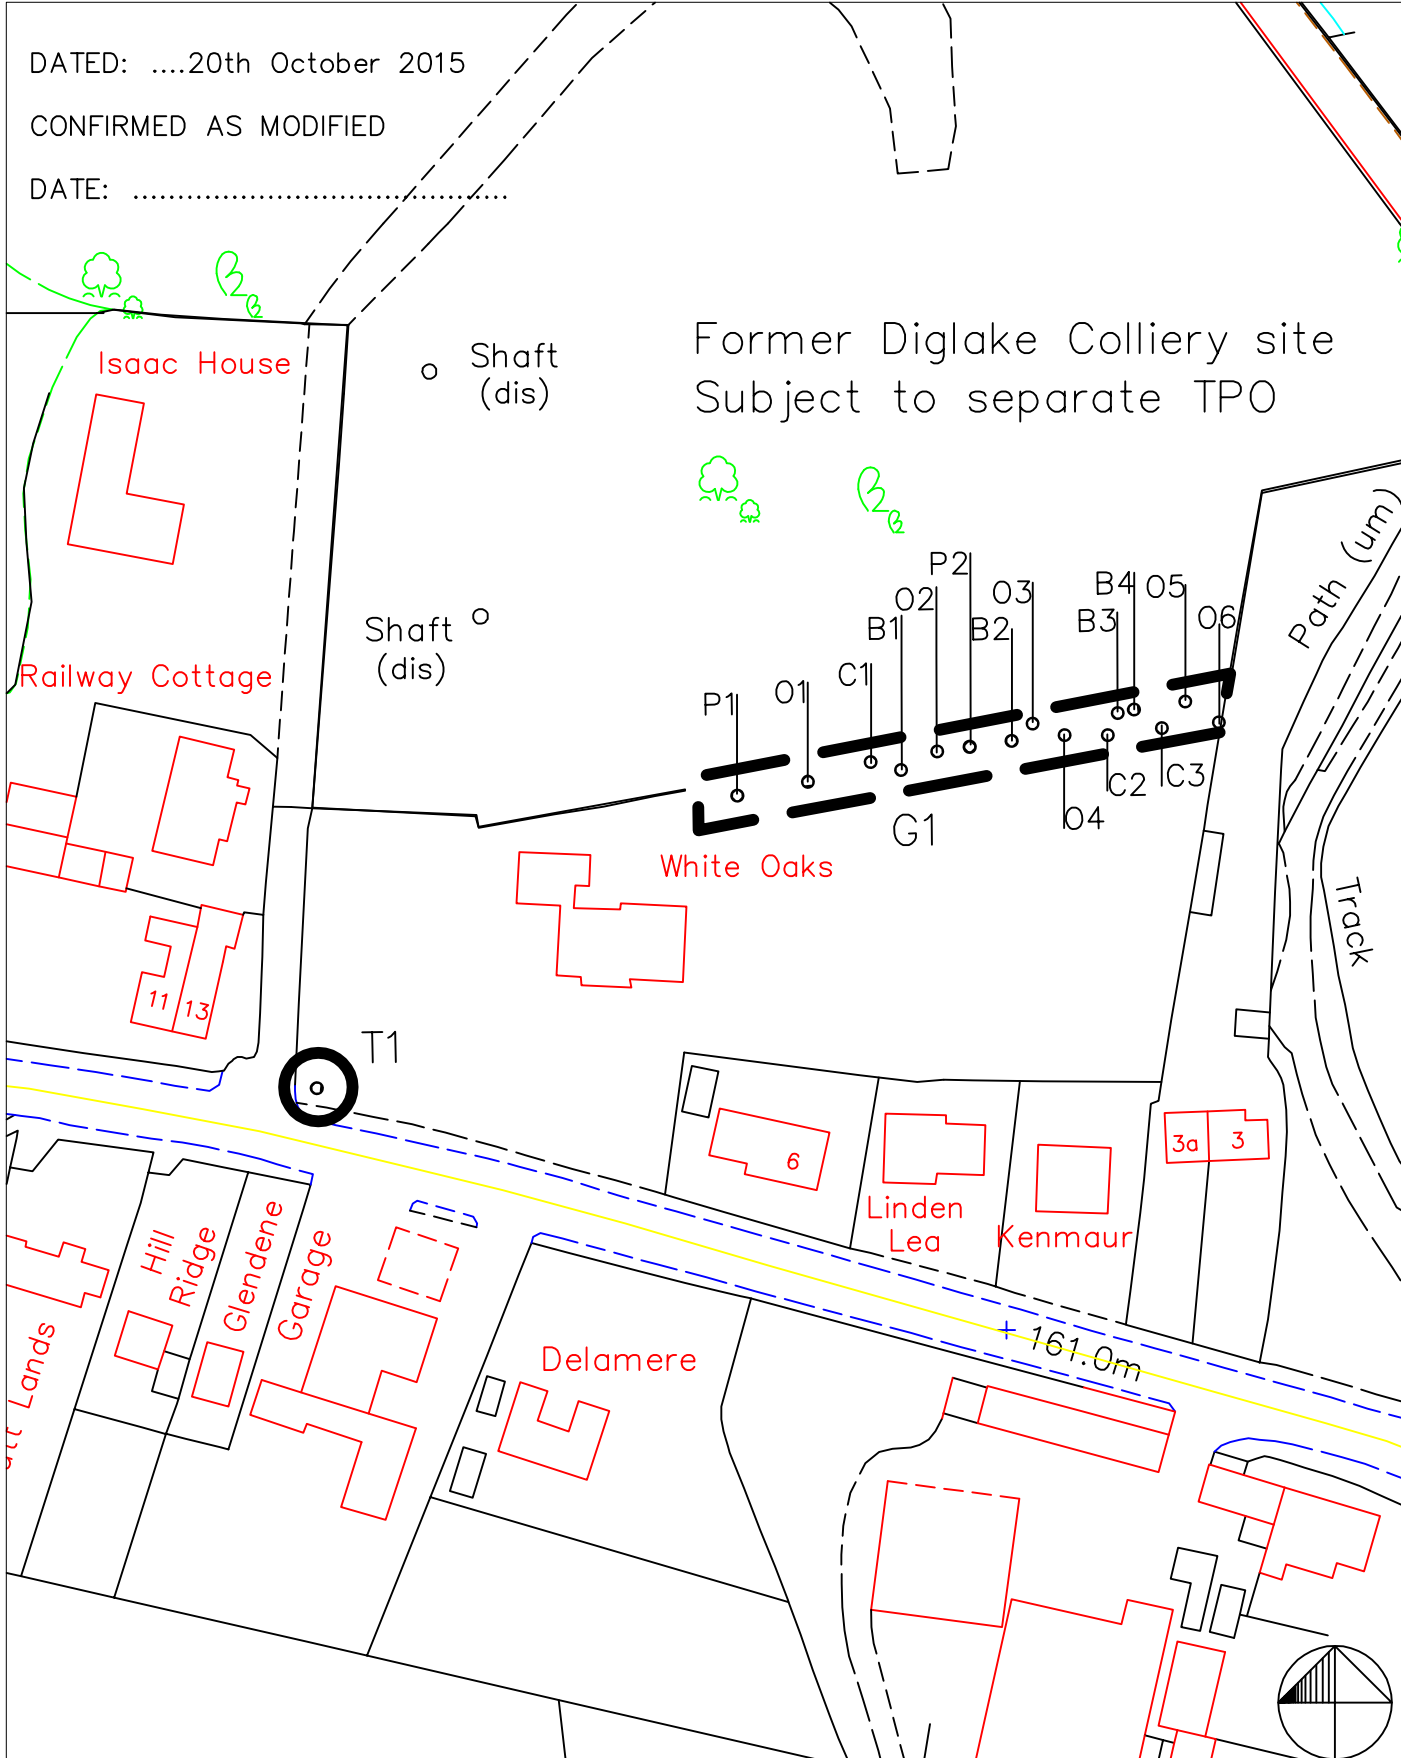 DATED: ....20th October 2015
CONFIRMED AS MODIFIED
DATE: ..........................................
Isaac House
Shaft
(dis)
Former Diglake Colliery site
Subject to separate TPO
Path (um)
Shaft
(dis)
Railway Cottage
P1
O1
C1
B1
O2
P2
B2
O3
B3
B4
O5
O6
O4
C2
C3
G1
White Oaks
Track
11
13
T1
6
Linden
Lea
Kenmaur
3a
3
Hill
Ridge
Glendene
Garage
Lands
Delamere
161.0m